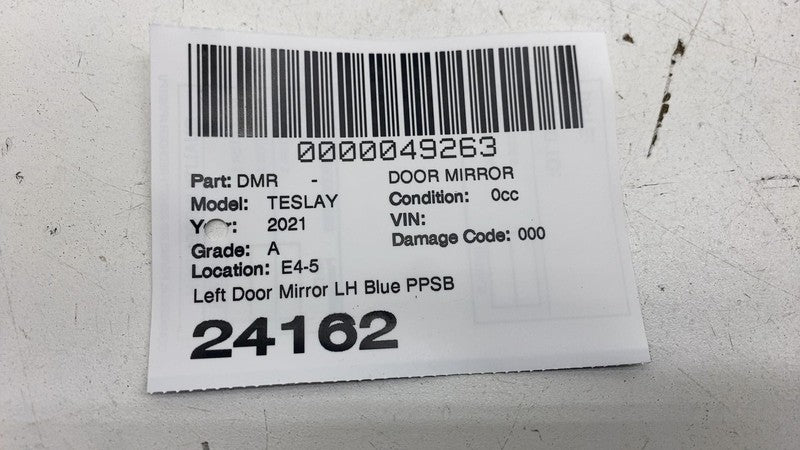 0000049263
Part: DMR - DOOR MIRROR
Model: TESLAY Condition: 0cc
2021 VIN:
Grade: A Damage Code: 000
Location: E4-5
Left Door Mirror LH Blue PPSB
24162